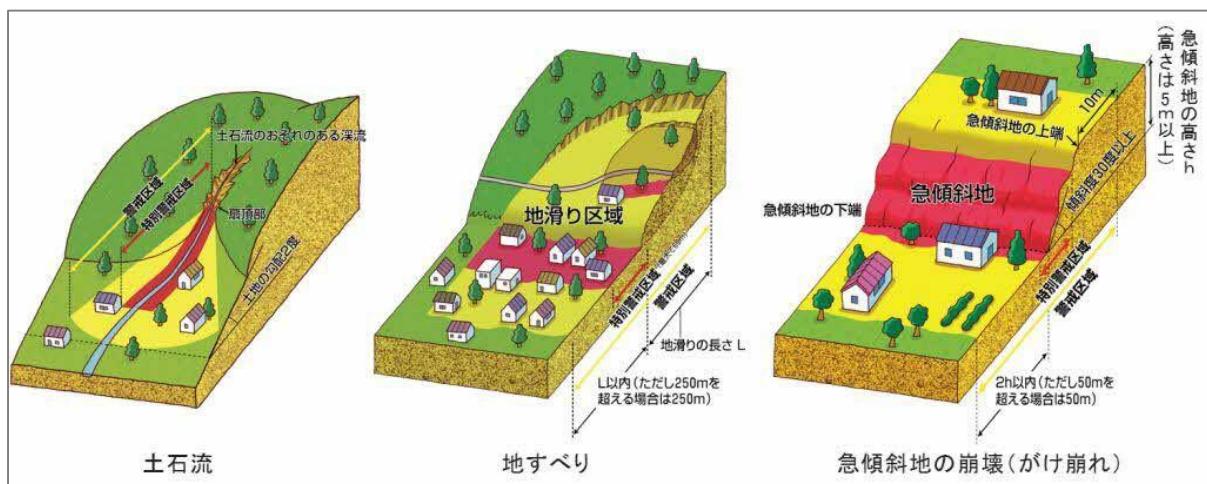 土石流のおそれのある渓流
警戒区域
特別警戒区域
扇頂部
土地の勾配2度
土石流
地滑り区域
特別警戒区域
警戒区域
地滑りの長さ L
L以内(ただし250mを
超える場合は250m)
地すべり
急傾斜地の高さh
(高さは5m以上)
10m
急傾斜地の上端
傾斜度30度以上
急傾斜地
急傾斜地の下端
特別警戒区域
警戒区域
2h以内(ただし50mを
超える場合は50m)
急傾斜地の崩壊(がけ崩れ)